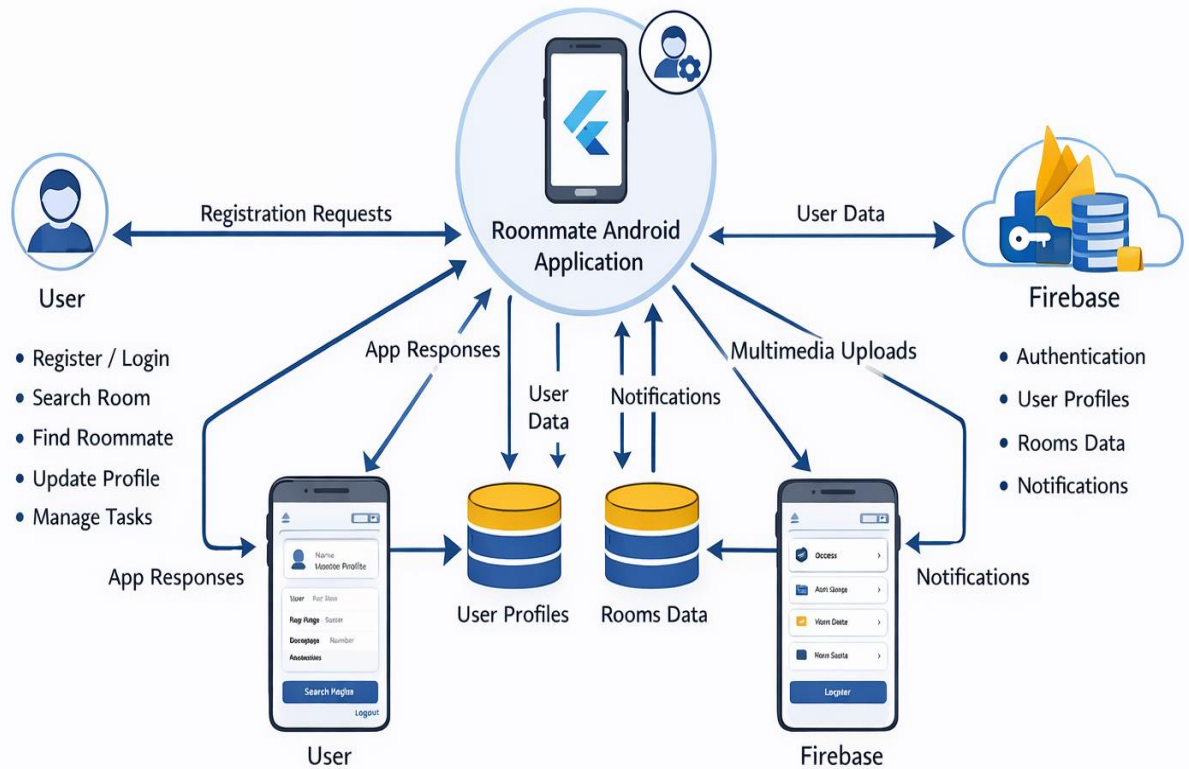 Registration Requests
Roommate Android
Application
User Data
User
Firebase
• Register / Login
• Search Room
• Find Roommate
• Update Profile
• Manage Tasks
App Responses
User
Data
Notifications
Multimedia Uploads
• Authentication
• User Profiles
• Rooms Data
• Notifications
App Responses
Name
User
Search
Logout
User Profiles
Rooms Data
Notifications
User
Firebase